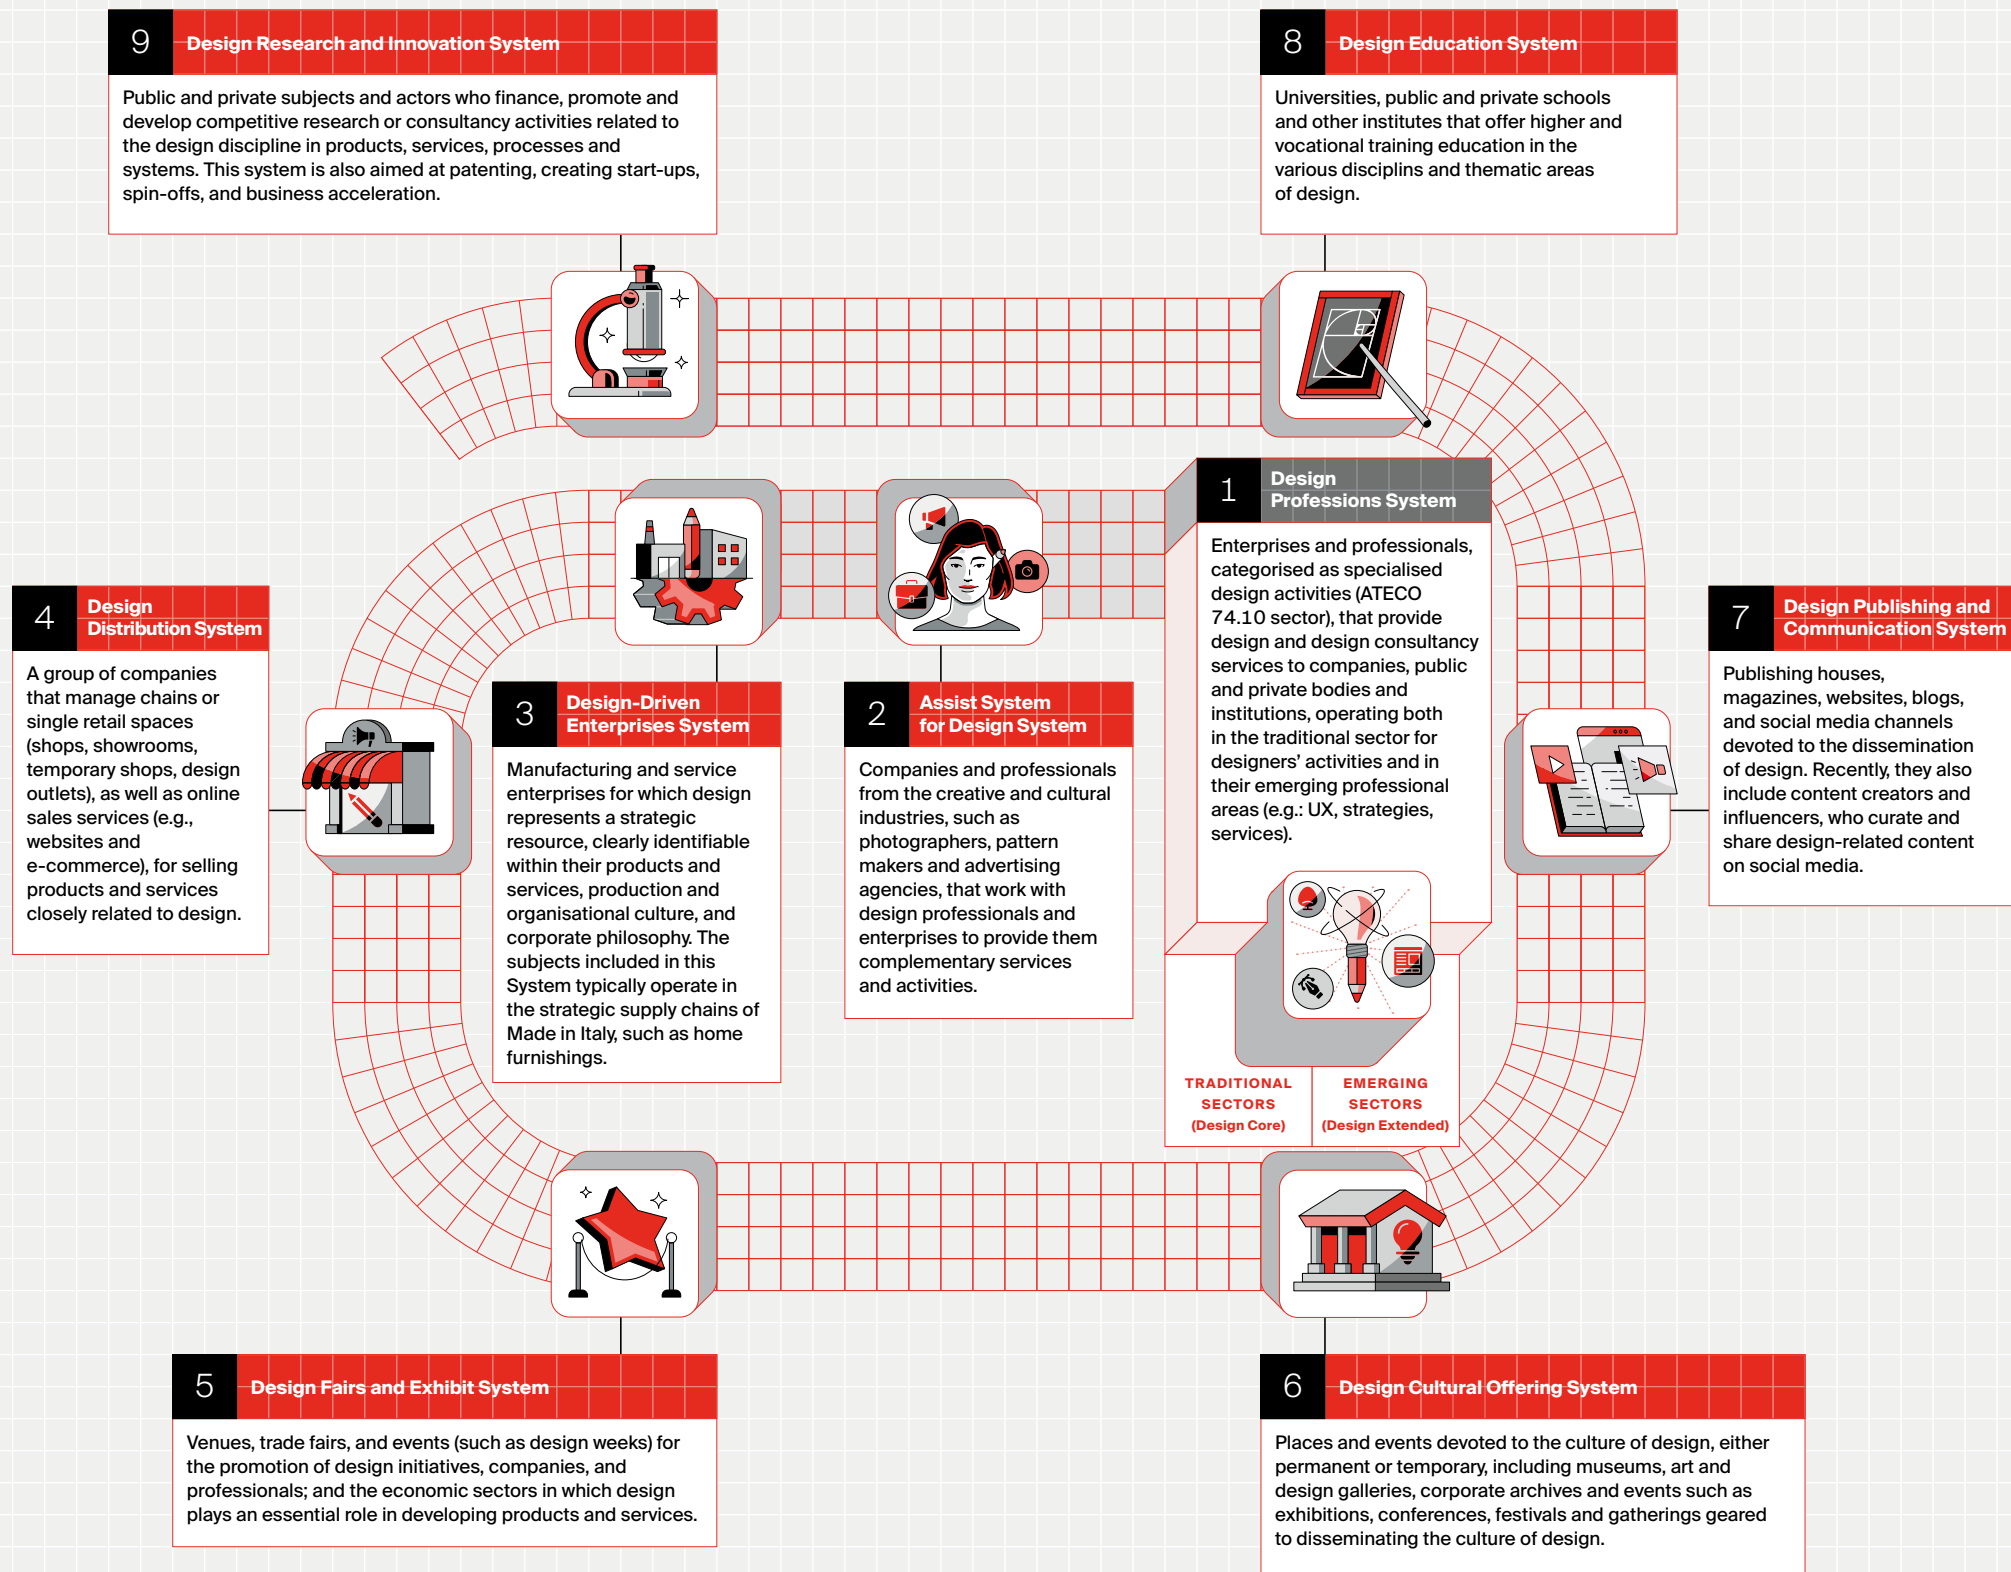 9
Design Research and Innovation System
Public and private subjects and actors who finance, promote and
develop competitive research or consultancy activities related to
the design discipline in products, services, processes and
systems. This system is also aimed at patenting, creating start-ups,
spin-offs, and business acceleration.
8
Design Education System
Universities, public and private schools
and other institutes that offer higher and
vocational training education in the
various disciplins and thematic areas
of design.
1
Design
Professions System
Enterprises and professionals,
categorised as specialised
design activities (ATECO
74.10 sector), that provide
design and design consultancy
services to companies, public
and private bodies and
institutions, operating both
in the traditional sector for
designers' activities and in
their emerging professional
areas (e.g.: UX, strategies,
services).
TRADITIONAL
SECTORS
(Design Core)
EMERGING
SECTORS
(Design Extended)
2
Assist System
for Design System
Companies and professionals
from the creative and cultural
industries, such as
photographers, pattern
makers and advertising
agencies, that work with
design professionals and
enterprises to provide them
complementary services
and activities.
3
Design-Driven
Enterprises System
Manufacturing and service
enterprises for which design
represents a strategic
resource, clearly identifiable
within their products and
services, production and
organisational culture, and
corporate philosophy. The
subjects included in this
System typically operate in
the strategic supply chains of
Made in Italy, such as home
furnishings.
4
Design
Distribution System
A group of companies
that manage chains or
single retail spaces
(shops, showrooms,
temporary shops, design
outlets), as well as online
sales services (e.g.,
websites and
e-commerce), for selling
products and services
closely related to design.
7
Design Publishing and
Communication System
Publishing houses,
magazines, websites, blogs,
and social media channels
devoted to the dissemination
of design. Recently, they also
include content creators and
influencers, who curate and
share design-related content
on social media.
5
Design Fairs and Exhibit System
Venues, trade fairs, and events (such as design weeks) for
the promotion of design initiatives, companies, and
professionals; and the economic sectors in which design
plays an essential role in developing products and services.
6
Design Cultural Offering System
Places and events devoted to the culture of design, either
permanent or temporary, including museums, art and
design galleries, corporate archives and events such as
exhibitions, conferences, festivals and gatherings geared
to disseminating the culture of design.